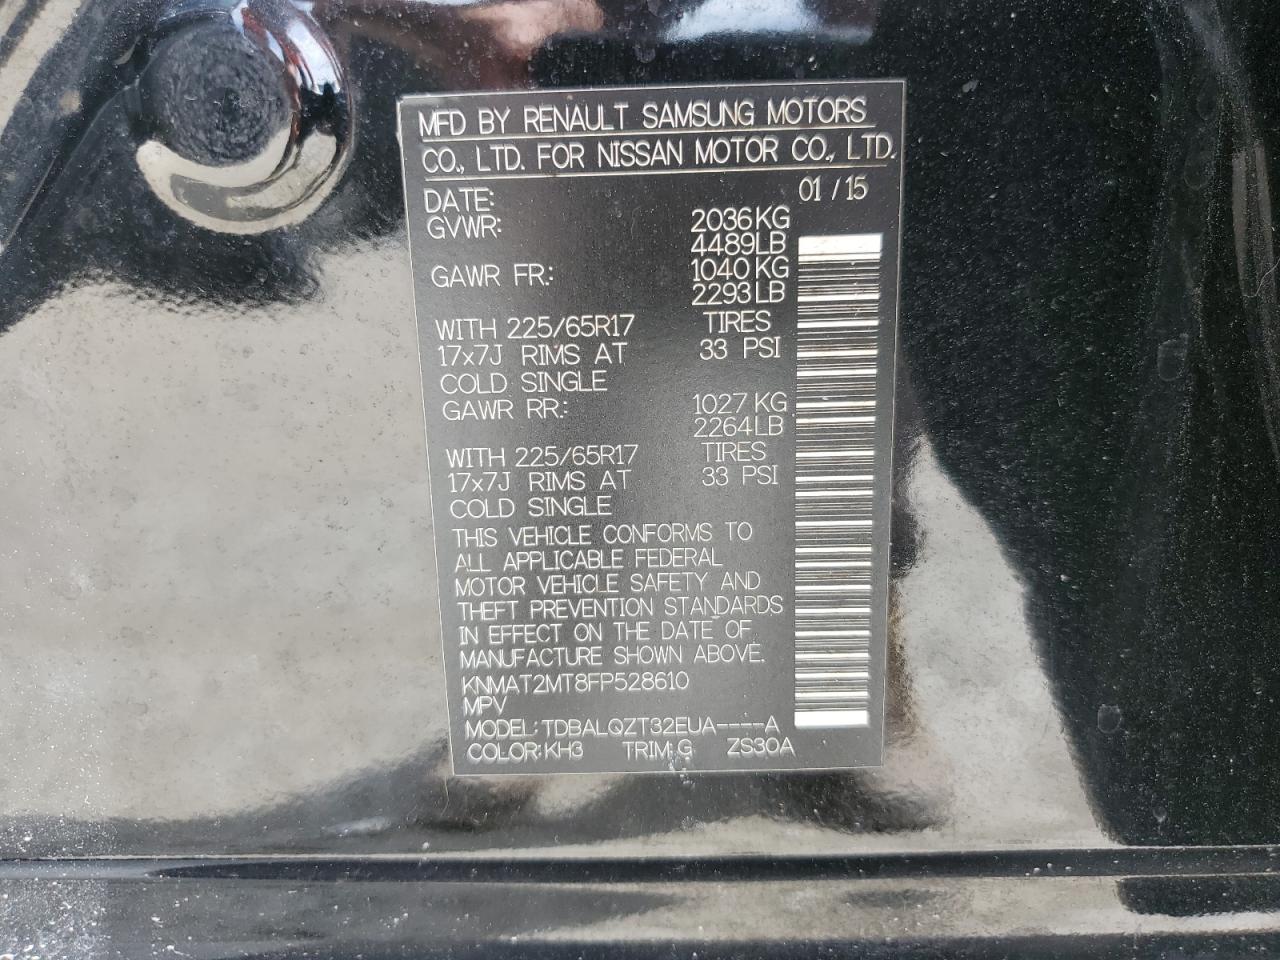 MFD BY RENAULT SAMSUNG MOTORS
CO., LTD. FOR NISSAN MOTOR CO., LTD.
DATE: 01 / 15
GVWR: 2036KG
4489LB
GAWR FR.: 1040KG
2293LB
WITH 225/65R17 TIRES
17x7J RIMS AT 33 PSI
COLD SINGLE
GAWR RR.: 1027KG
2264LB
WITH 225/65R17 TIRES
17x7J RIMS AT 33 PSI
COLD SINGLE
THIS VEHICLE CONFORMS TO
ALL APPLICABLE FEDERAL
MOTOR VEHICLE SAFETY AND
THEFT PREVENTION STANDARDS
IN EFFECT ON THE DATE OF
MANUFACTURE SHOWN ABOVE.
KNMAT2MT8FP528610
MPV
MODEL: TDBALQZT32EUA----A
COLOR: KH3 TRIM: G ZS30A